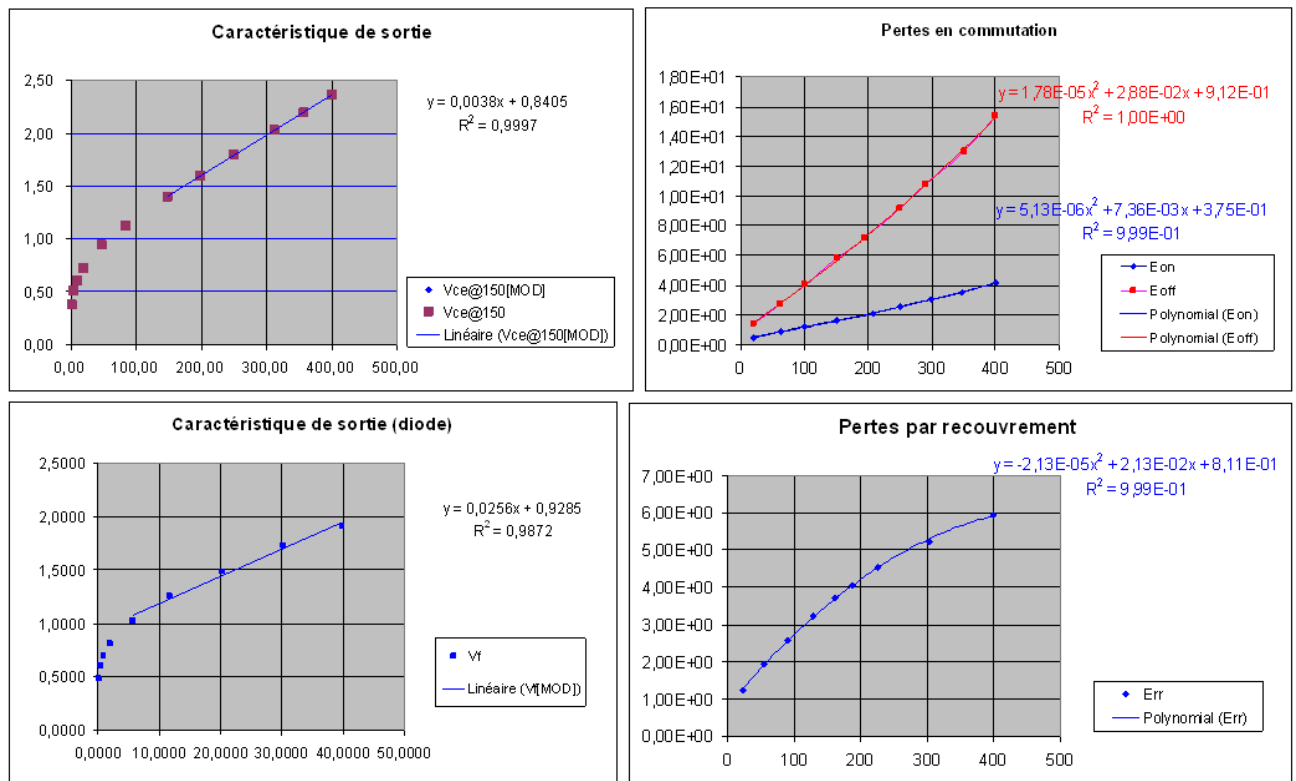 Caractéristique de sortie
2,50
2,00
1,50
1,00
0,50
0,00
0,00 100,00 200,00 300,00 400,00 500,00
y = 0,0038x + 0,8405
R² = 0,9997
Vce@150[MOD]
Vce@150
Linéaire (Vce@150[MOD])
Pertes en commutation
1,80E+01
1,60E+01
1,40E+01
1,20E+01
1,00E+01
8,00E+00
6,00E+00
4,00E+00
2,00E+00
0,00E+00
0 100 200 300 400 500
y = 1,78E-05x² + 2,88E-02x + 9,12E-01
R² = 1,00E+00
y = 5,13E-06x² + 7,36E-03x + 3,75E-01
R² = 9,99E-01
Eon
Eoff
Polynomial (Eon)
Polynomial (Eoff)
Caractéristique de sortie (diode)
2,5000
2,0000
1,5000
1,0000
0,5000
0,0000
0,0000 10,0000 20,0000 30,0000 40,0000 50,0000
y = 0,0256x + 0,9285
R² = 0,9872
Vf
Linéaire (Vf[MOD])
Pertes par recouvrement
7,00E+00
6,00E+00
5,00E+00
4,00E+00
3,00E+00
2,00E+00
1,00E+00
0,00E+00
0 100 200 300 400 500
y = -2,13E-05x² + 2,13E-02x + 8,11E-01
R² = 9,99E-01
Err
Polynomial (Err)